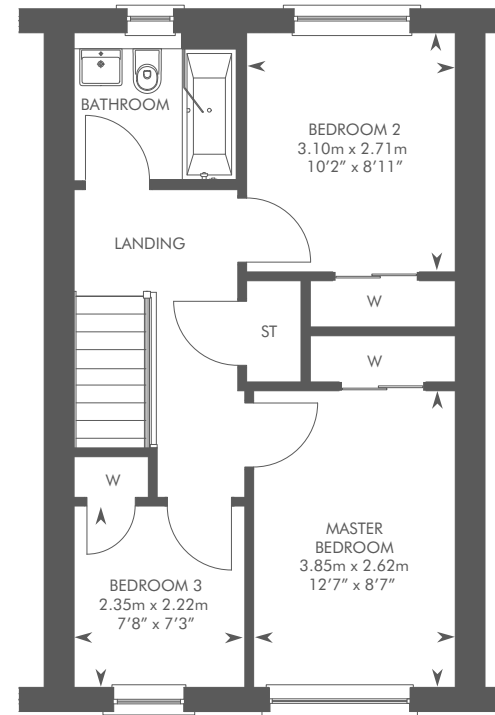 BATHROOM
BEDROOM 2
3.10m x 2.71m
10’2” x 8’11”
LANDING
W
ST
W
W
MASTER
BEDROOM
3.85m x 2.62m
12’7” x 8’7”
BEDROOM 3
2.35m x 2.22m
7’8” x 7’3”